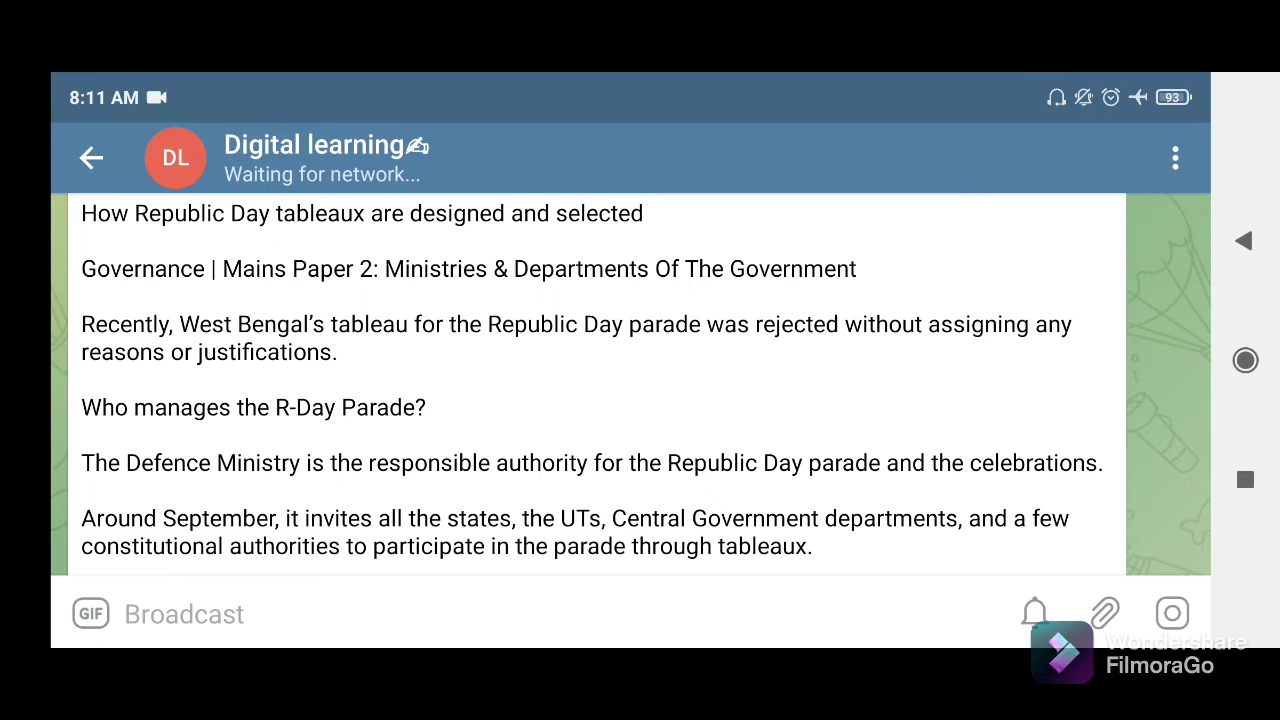 8:11 AM
93
DL
Digital learning✍
Waiting for network...
How Republic Day tableaux are designed and selected
Governance | Mains Paper 2: Ministries & Departments Of The Government
Recently, West Bengal’s tableau for the Republic Day parade was rejected without assigning any
reasons or justifications.
Who manages the R-Day Parade?
The Defence Ministry is the responsible authority for the Republic Day parade and the celebrations.
Around September, it invites all the states, the UTs, Central Government departments, and a few
constitutional authorities to participate in the parade through tableaux.
GIF
Broadcast
Wondershare
FilmoraGo